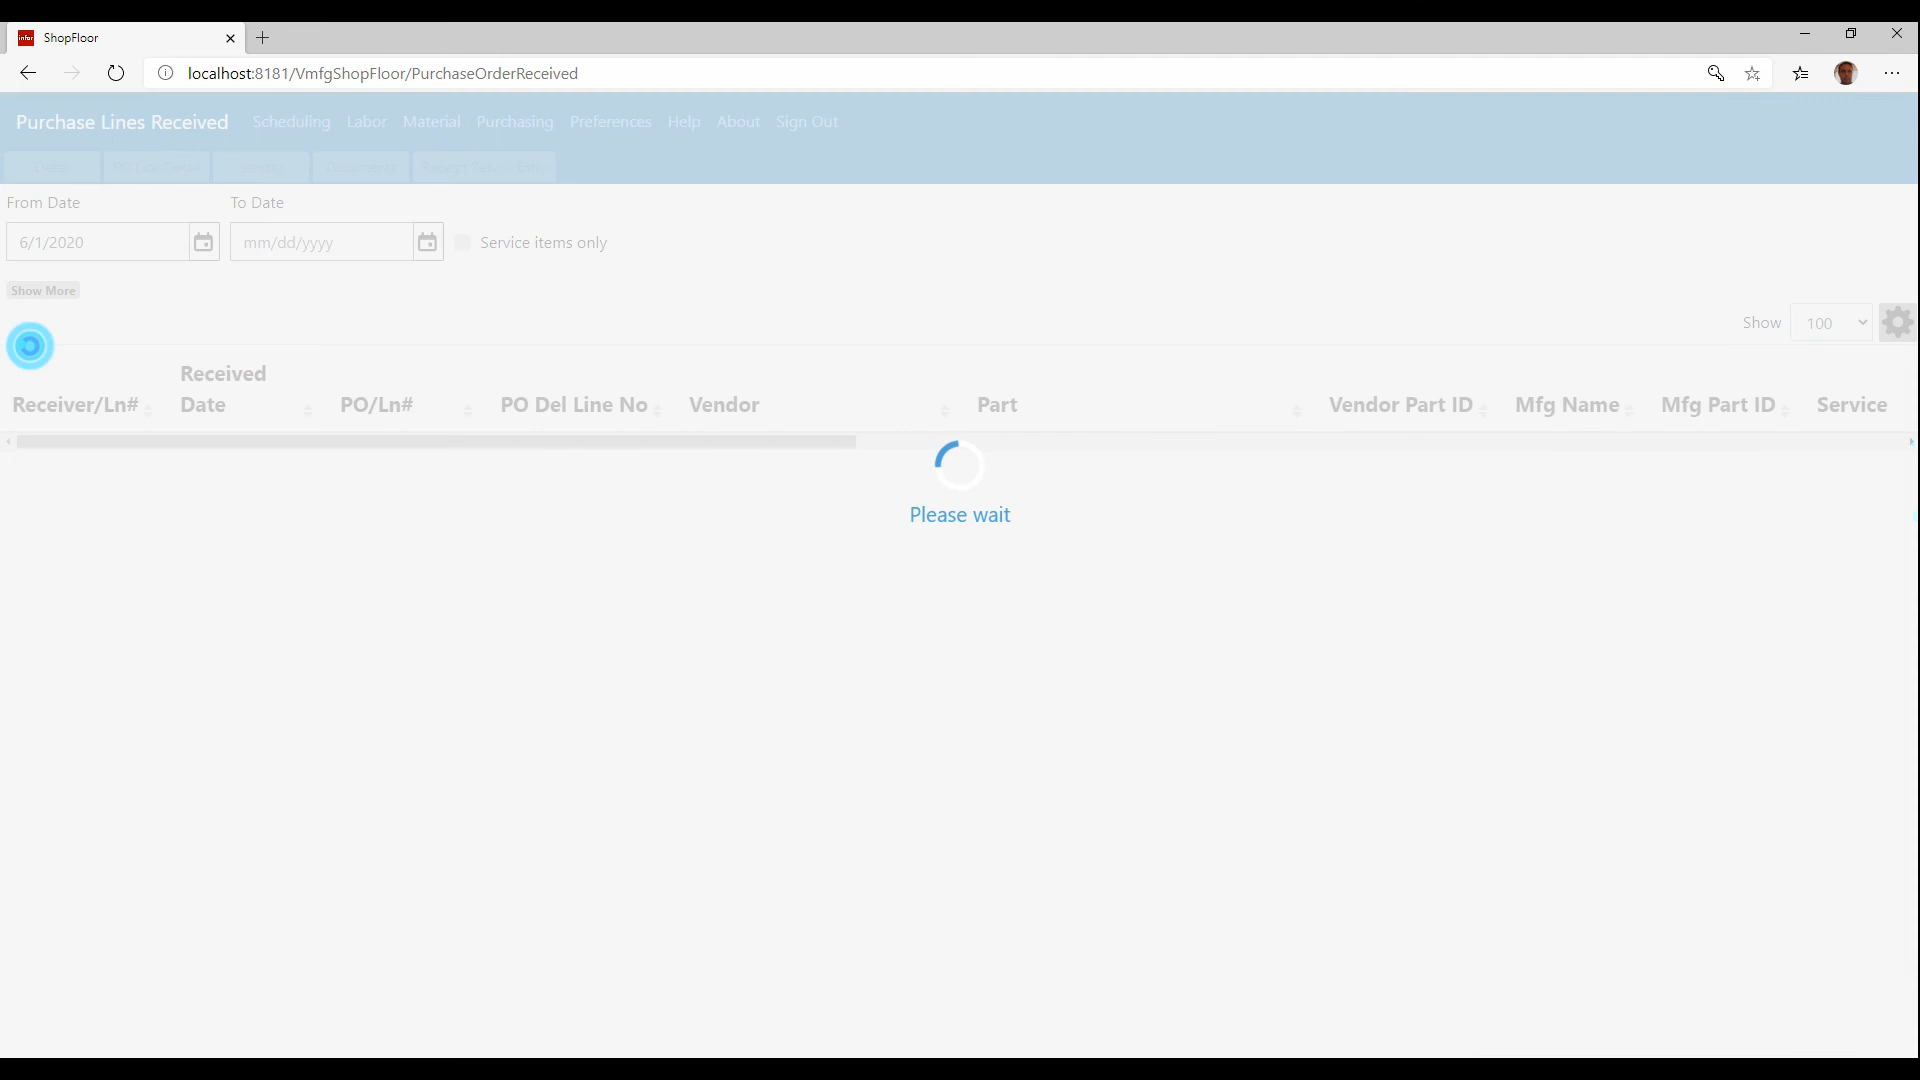 infor ShopFloor
localhost:8181/VmfgShopFloor/PurchaseOrderReceived
Purchase Lines Received Scheduling Labor Material Purchasing Preferences Help About Sign Out
From Date To Date
6/1/2020 mm/dd/yyyy Service items only
Show More
Show 100
Receiver/Ln# Received Date PO/Ln# PO Del Line No Vendor Part Vendor Part ID Mfg Name Mfg Part ID Service
Please wait